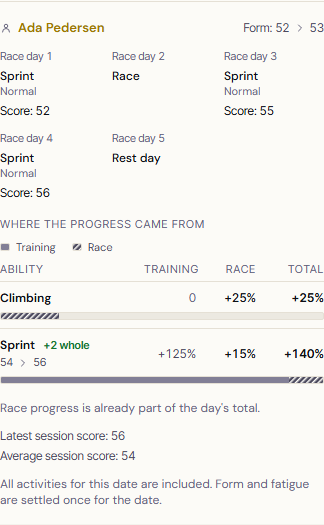 Ada Pedersen Form: 52 > 53
Race day 1 Race day 2 Race day 3
Sprint Race Sprint
Normal Normal
Score: 52 Score: 55
Race day 4 Race day 5
Sprint Rest day
Normal
Score: 56
WHERE THE PROGRESS CAME FROM
Training Race
ABILITY TRAINING RACE TOTAL
Climbing 0 +25% +25%
Sprint +2 whole +125% +15% +140%
54 > 56
Race progress is already part of the day's total.
Latest session score: 56
Average session score: 54
All activities for this date are included. Form and fatigue
are settled once for the date.